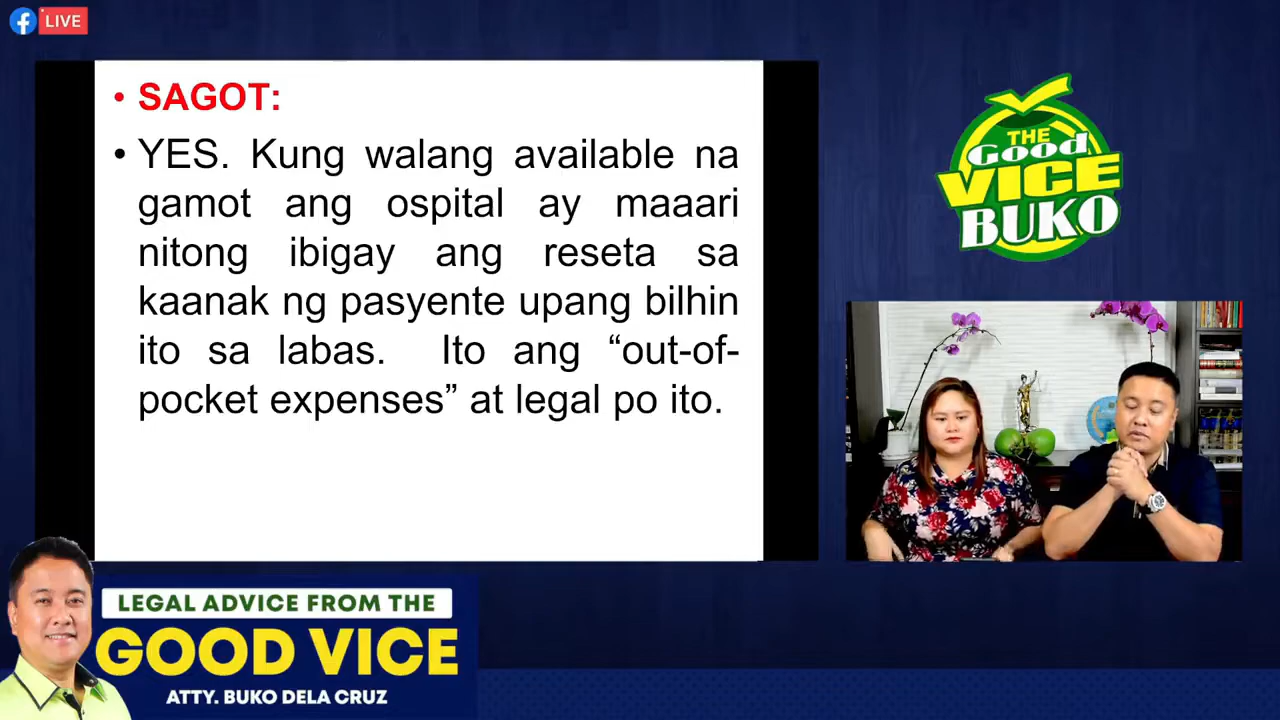 LIVE
• SAGOT:
• YES. Kung walang available na
gamot ang ospital ay maaari
nitong ibigay ang reseta sa
kaanak ng pasyente upang bilhin
ito sa labas. Ito ang “out-of-
pocket expenses” at legal po ito.
THE
Good
VICE
BUKO
LEGAL ADVICE FROM THE
GOOD VICE
ATTY. BUKO DELA CRUZ